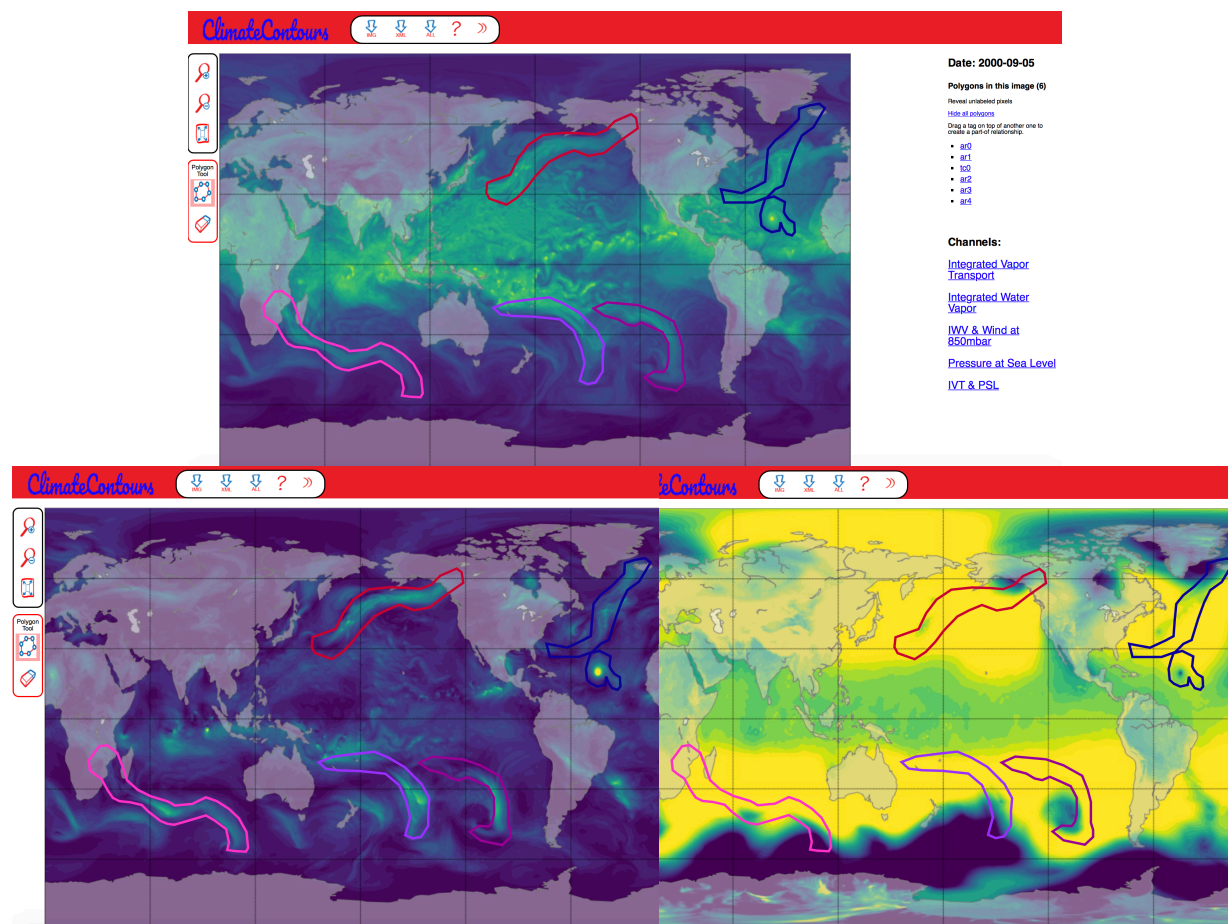 ClimateContours
IMG
XML
ALL
?
Polygon
Tool
Date: 2000-09-05
Polygons in this image (6)
Reveal unlabeled pixels
Hide all polygons
Drag a tag on top of another one to
create a part-of relationship.
ar0
ar1
tc0
ar2
ar3
ar4
Channels:
Integrated Vapor
Transport
Integrated Water
Vapor
IWV & Wind at
850mbar
Pressure at Sea Level
IVT & PSL
ClimateContours
IMG
XML
ALL
?
Polygon
Tool
eContours
IMG
XML
ALL
?